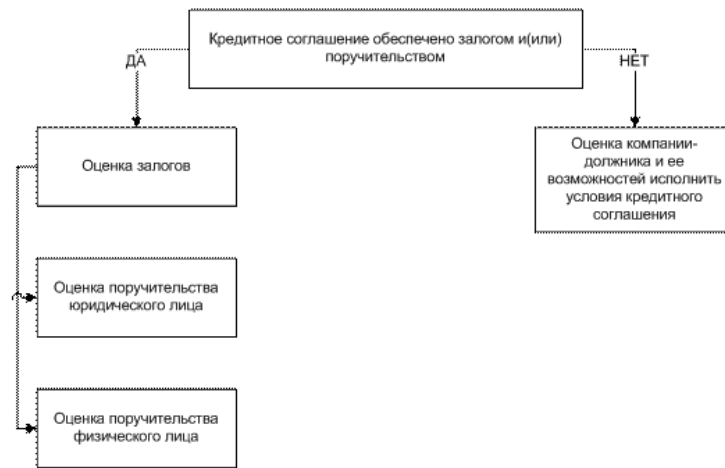 Кредитное соглашение обеспечено залогом и(или)
поручительством
ДА
НЕТ
Оценка залогов
Оценка компании-
должника и ее
возможностей исполнить
условия кредитного
соглашения
Оценка поручительства
юридического лица
Оценка поручительства
физического лица